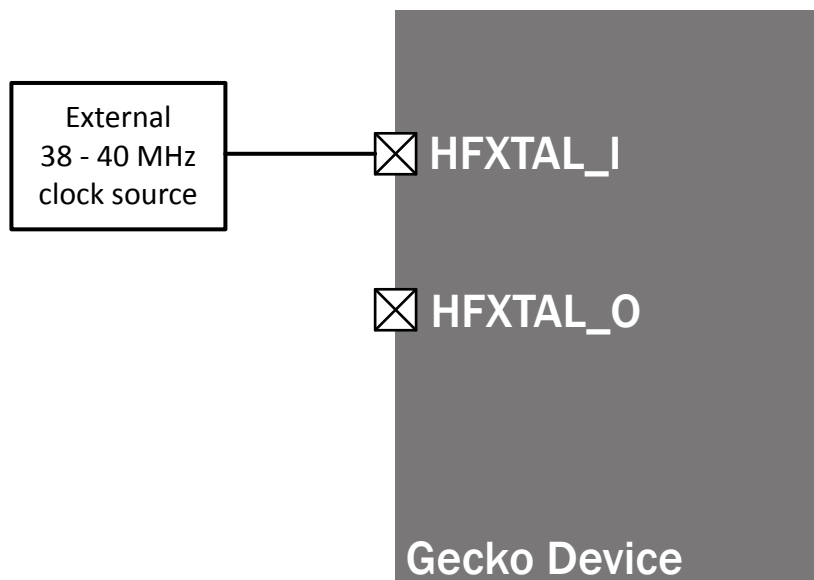 External
38 - 40 MHz
clock source
HFXTAL_I
HFXTAL_O
Gecko Device